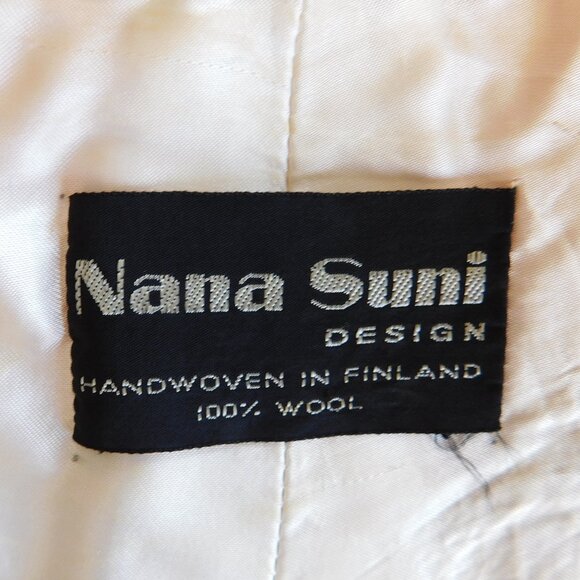 Nana Suni
DESIGN
HANDWOVEN IN FINLAND
100% WOOL